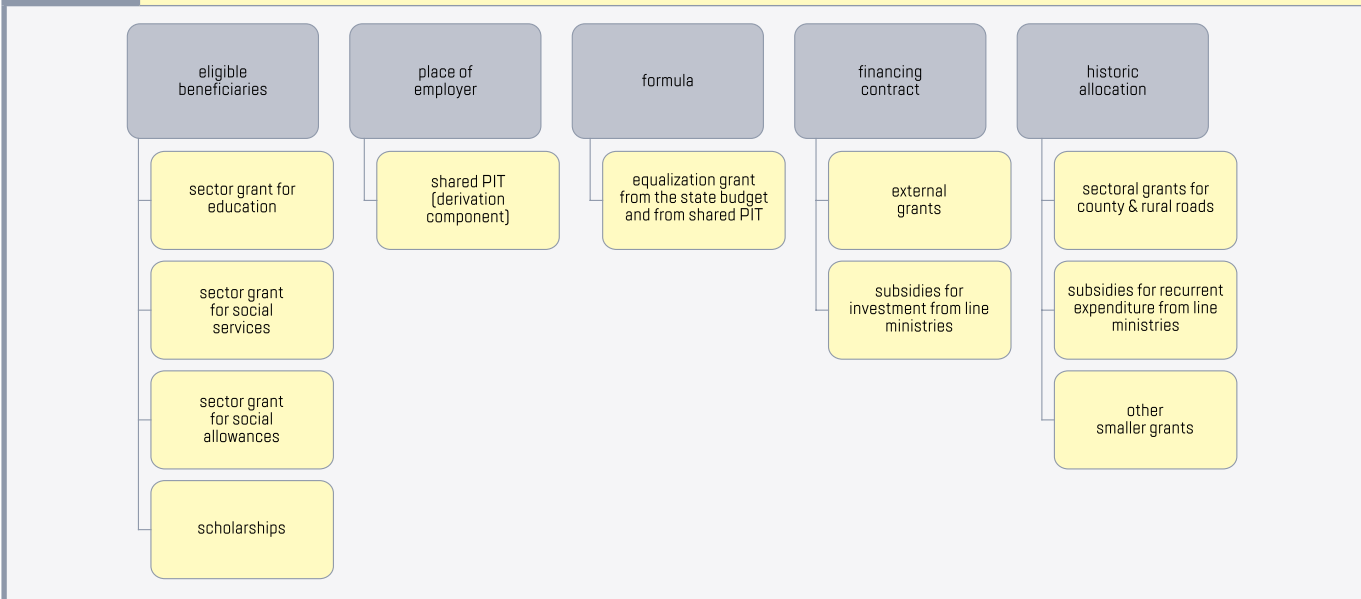 eligible
beneficiaries
place of
employer
formula
financing
contract
historic
allocation
sector grant for
education
sector grant
for social
services
sector grant
for social
allowances
scholarships
shared PIT
(derivation
component)
equalization grant
from the state budget
and from shared PIT
external
grants
subsidies for
investment from line
ministries
sectoral grants for
county & rural roads
subsidies for recurrent
expenditure from line
ministries
other
smaller grants